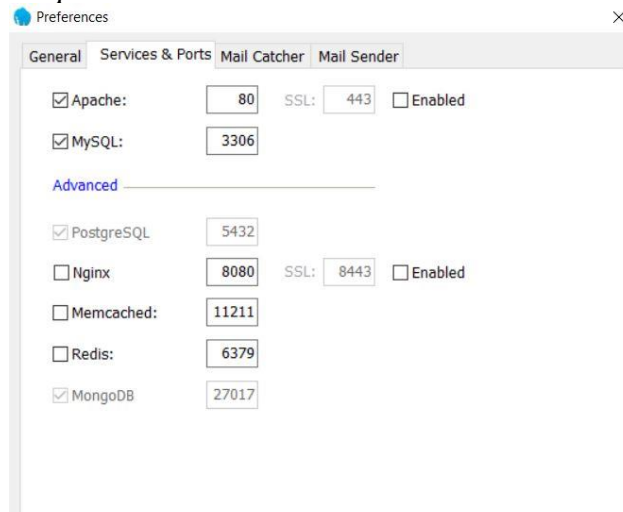 Preferences
General Services & Ports Mail Catcher Mail Sender
Apache: 80 SSL: 443 Enabled
MySQL: 3306
Advanced
PostgreSQL 5432
Nginx 8080 SSL: 8443 Enabled
Memcached: 11211
Redis: 6379
MongoDB 27017